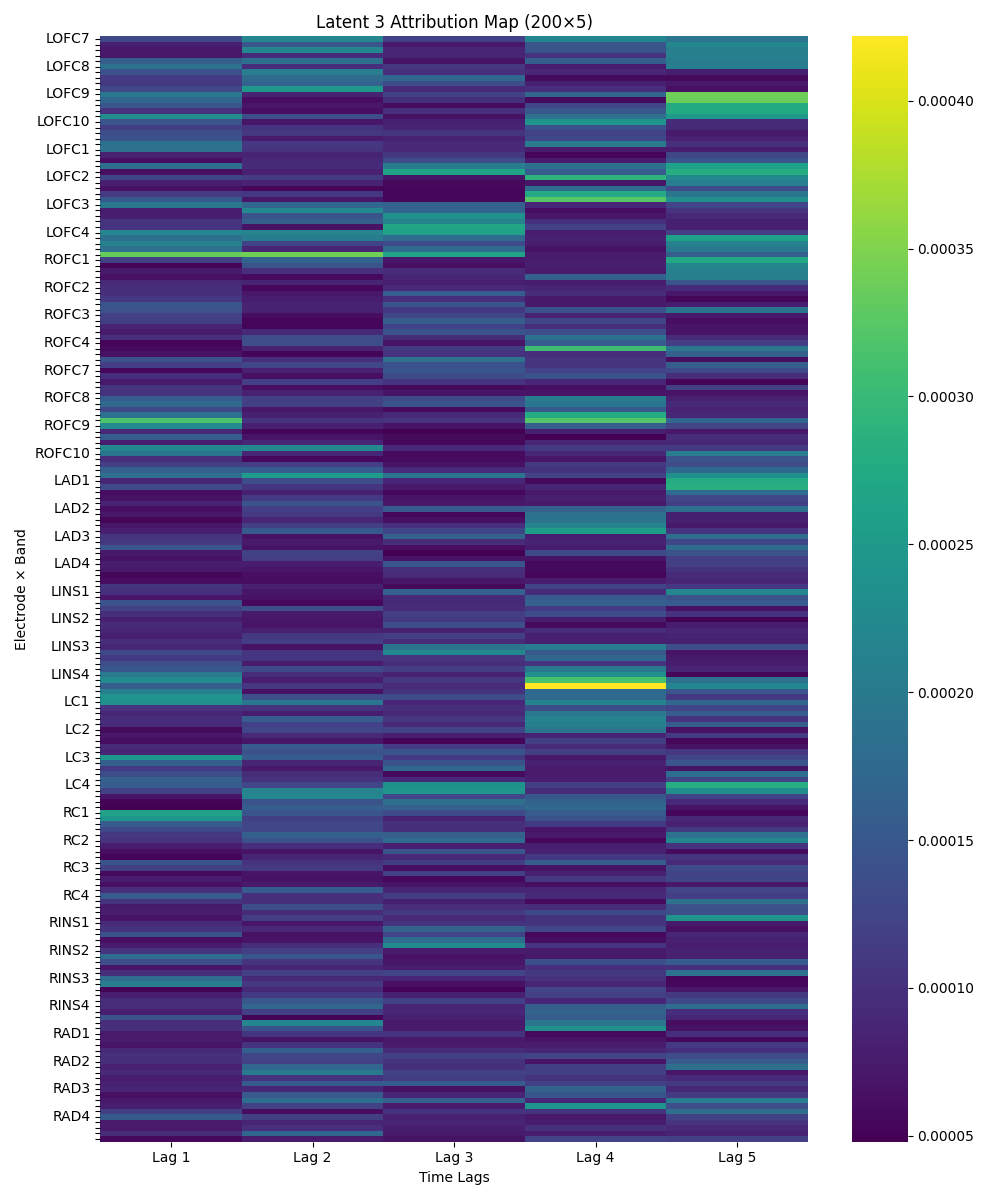 Latent 3 Attribution Map (200×5)
LOFC7
LOFC8
LOFC9
LOFC10
LOFC1
LOFC2
LOFC3
LOFC4
ROFC1
ROFC2
ROFC3
ROFC4
ROFC7
ROFC8
ROFC9
ROFC10
LAD1
LAD2
LAD3
LAD4
LINS1
LINS2
LINS3
LINS4
LC1
LC2
LC3
LC4
RC1
RC2
RC3
RC4
RINS1
RINS2
RINS3
RINS4
RAD1
RAD2
RAD3
RAD4
Electrode × Band
Lag 1 Lag 2 Lag 3 Lag 4 Lag 5
Time Lags
0.00040
0.00035
0.00030
0.00025
0.00020
0.00015
0.00010
0.00005